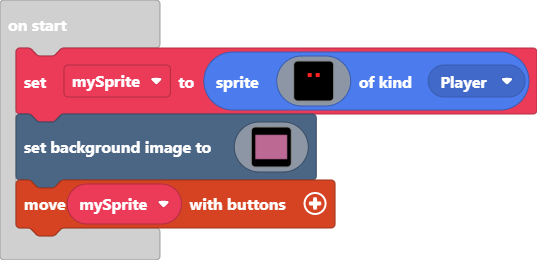 on start
set mySprite to sprite of kind Player
set background image to
move mySprite with buttons